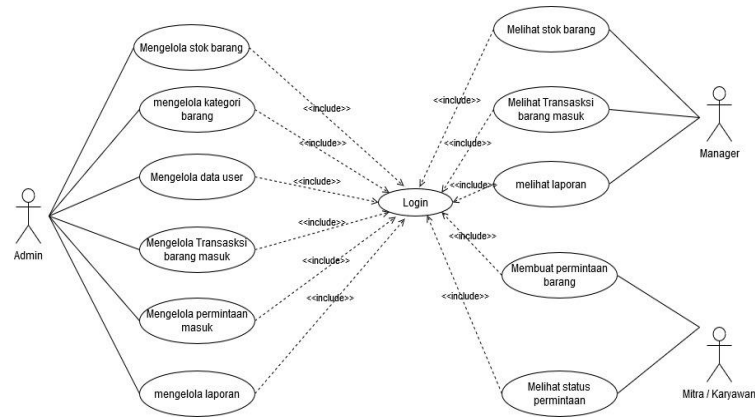 Mengelola stok barang
mengelola kategori
barang
Mengelola data user
Mengelola Transasksi
barang masuk
Mengelola permintaan
masuk
mengelola laporan
Admin
<<include>>
<<include>>
<<include>>
<<include>>
<<include>>
<<include>>
Login
<<include>>
<<include>>
<<include>>
<<include>>
<<include>>
Melihat stok barang
Melihat Transasksi
barang masuk
melihat laporan
Membuat permintaan
barang
Melihat status
permintaan
Manager
Mitra / Karyawan